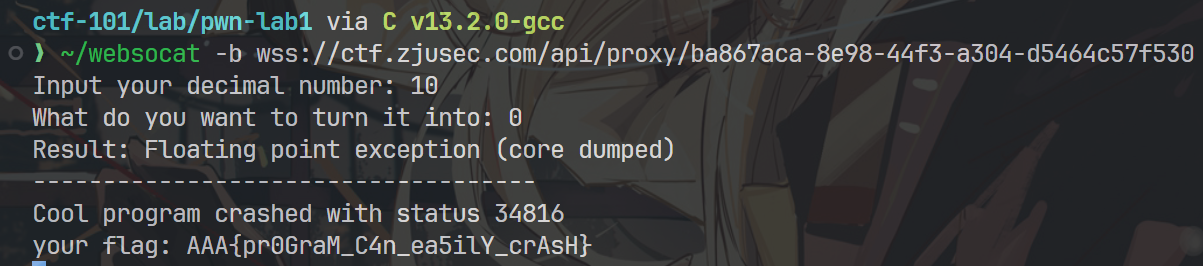 ctf-101/lab/pwn-lab1 via C v13.2.0-gcc
❯ ~/websocat -b wss://ctf.zjusec.com/api/proxy/ba867aca-8e98-44f3-a304-d5464c57f530
Input your decimal number: 10
What do you want to turn it into: 0
Result: Floating point exception (core dumped)
-----------------------------------
Cool program crashed with status 34816
your flag: AAA{pr0GraM_C4n_ea5ilY_crAsH}